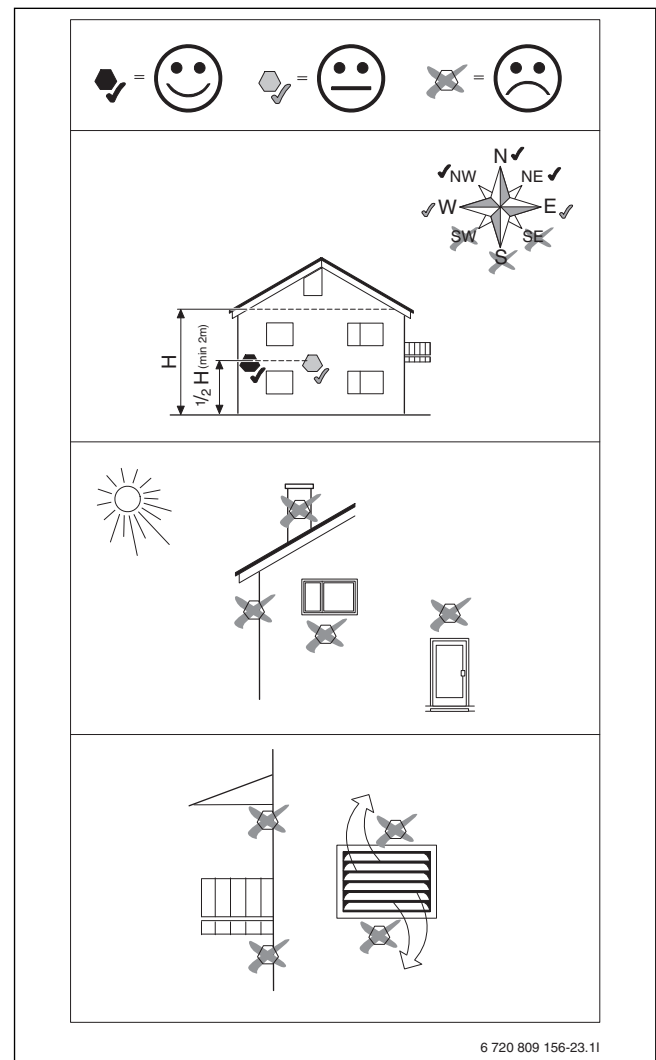 = = =
N
NW NE
W E
SW SE
S
H
1/2 H (min 2m)
6 720 809 156-23.1I